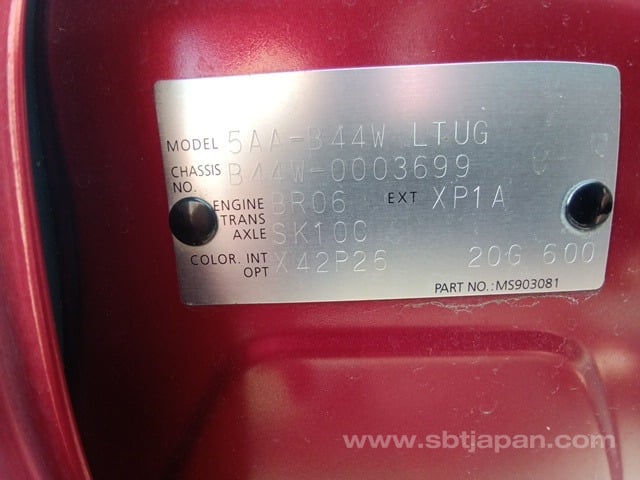 MODEL 5AA-B44W LTUG
CHASSIS NO. B44W-0003699
ENGINE BR06 EXT XP1A
TRANS AXLE SK10C
COLOR. INT OPT X42P26 20G 600
PART NO.:MS903081
www.sbtjapan.com